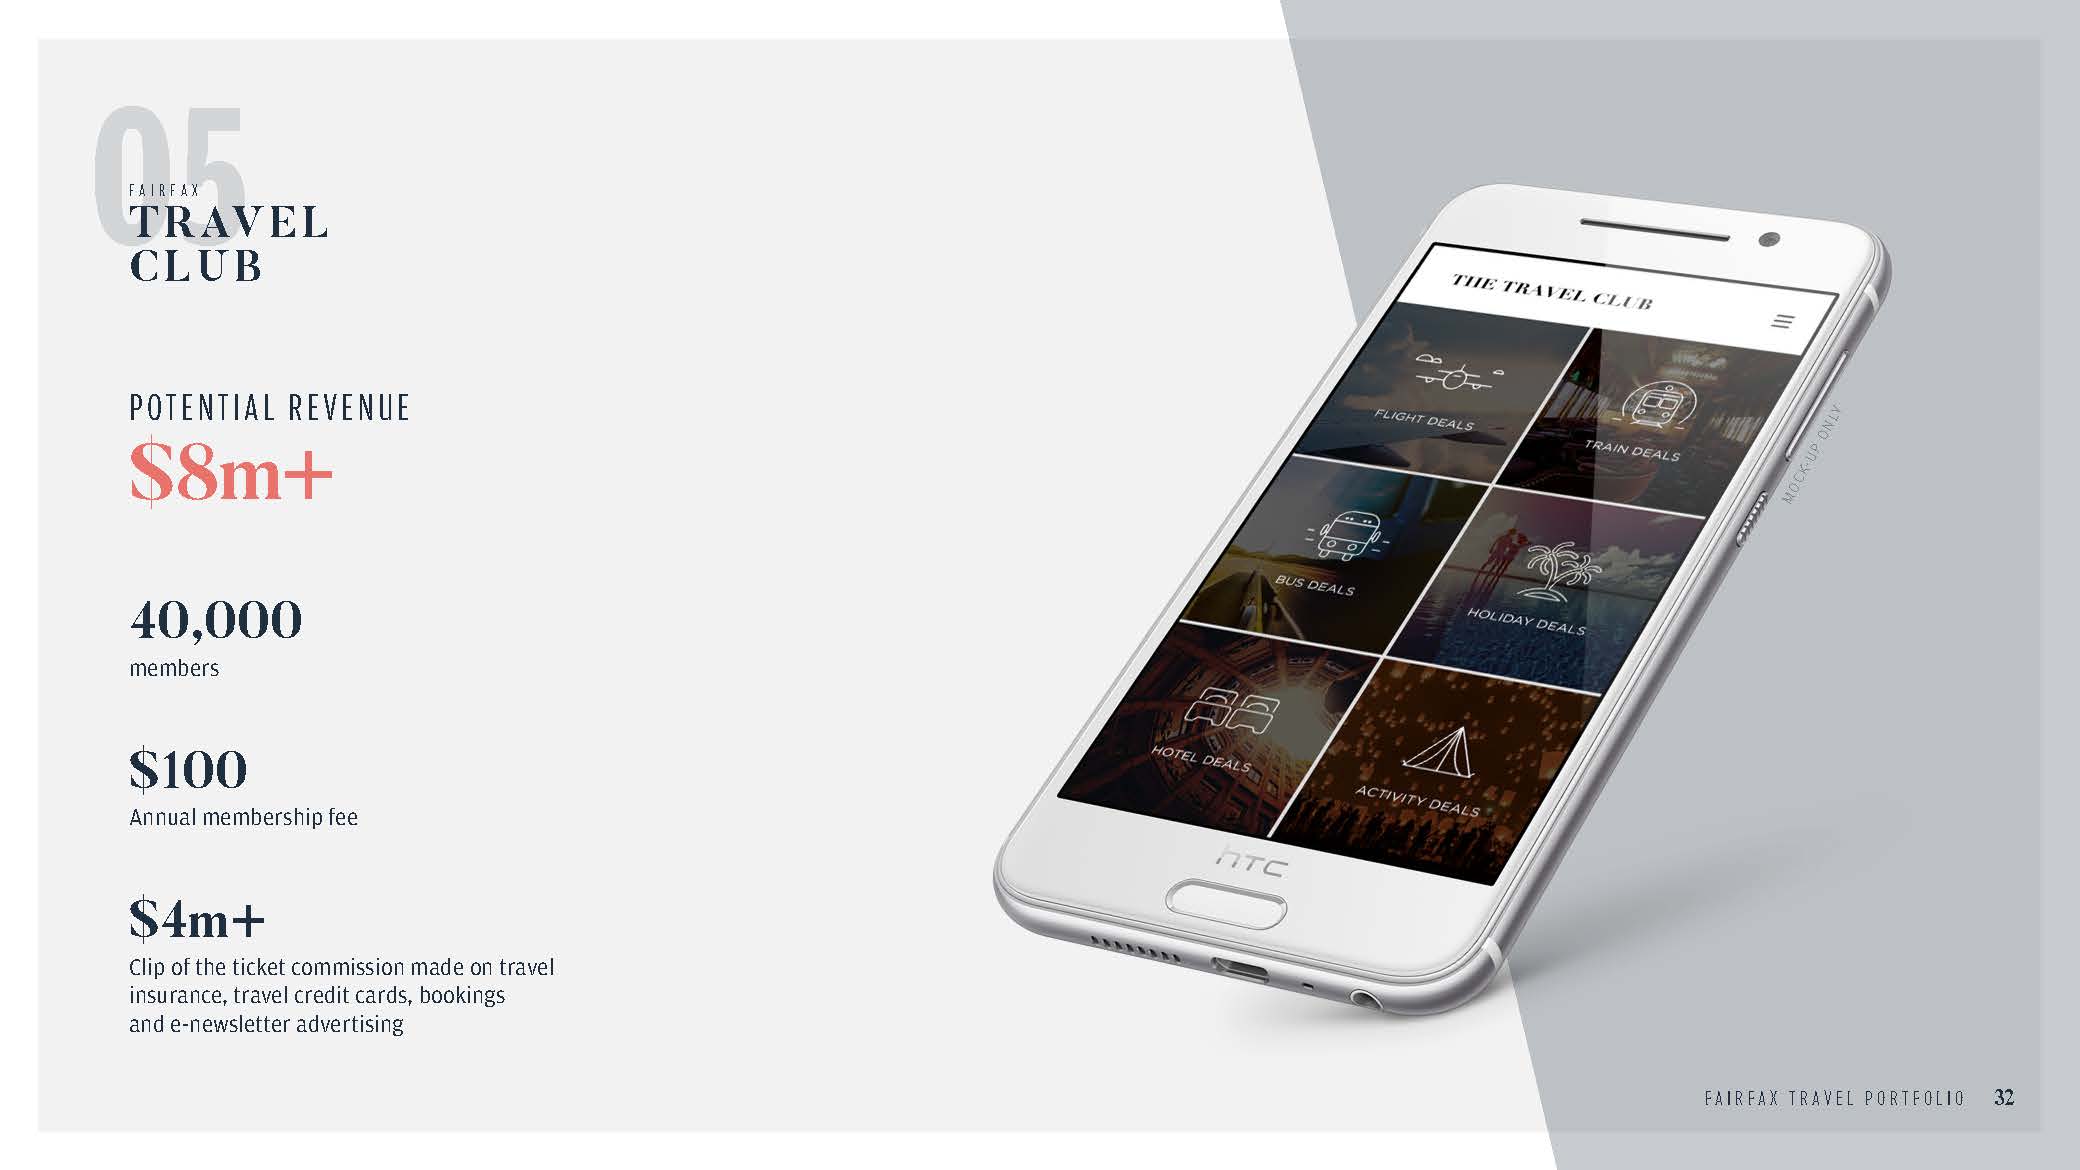 05
FAIRFAX
TRAVEL
CLUB
POTENTIAL REVENUE
$8m+
40,000
members
$100
Annual membership fee
$4m+
Clip of the ticket commission made on travel
insurance, travel credit cards, bookings
and e-newsletter advertising
THE TRAVEL CLUB
FLIGHT DEALS
TRAIN DEALS
BUS DEALS
HOLIDAY DEALS
HOTEL DEALS
ACTIVITY DEALS
hTC
MOCK-UP ONLY
FAIRFAX TRAVEL PORTFOLIO 32